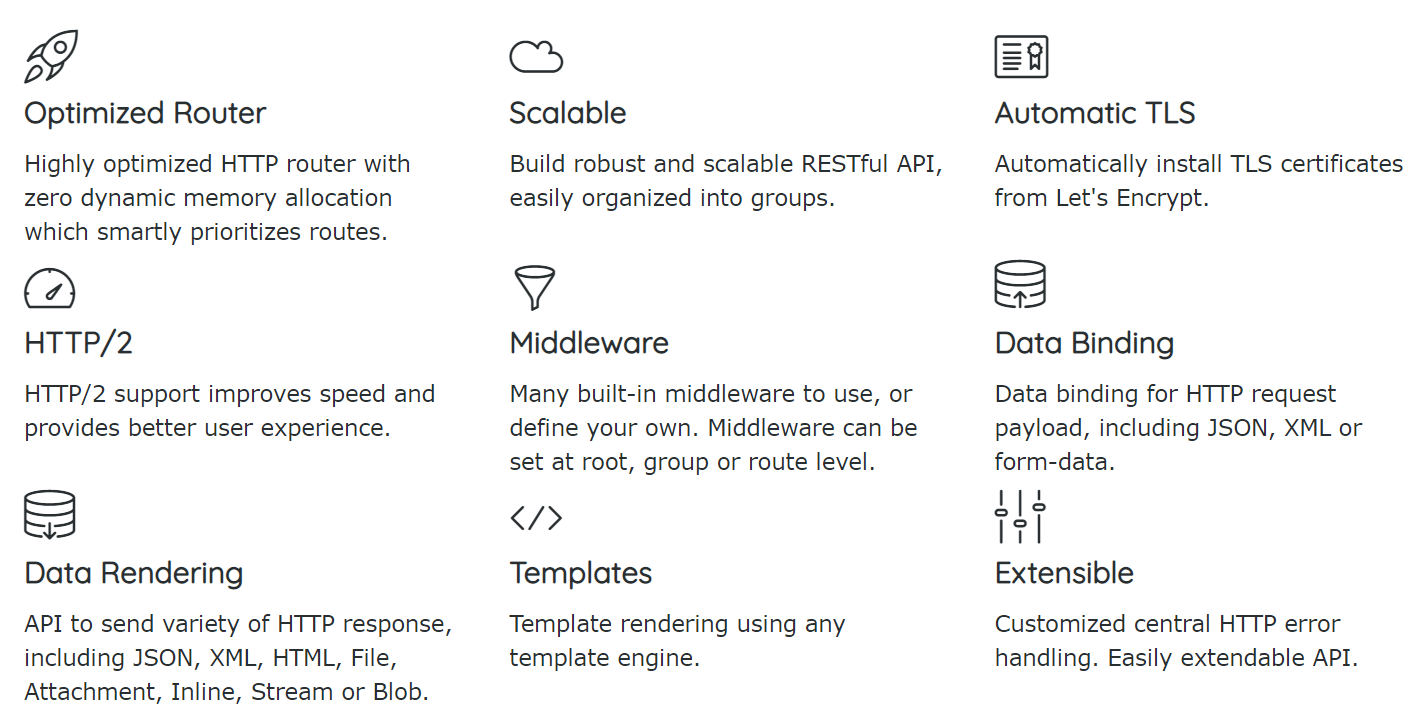 Optimized Router
Highly optimized HTTP router with
zero dynamic memory allocation
which smartly prioritizes routes.
Scalable
Build robust and scalable RESTful API,
easily organized into groups.
Automatic TLS
Automatically install TLS certificates
from Let's Encrypt.
HTTP/2
HTTP/2 support improves speed and
provides better user experience.
Middleware
Many built-in middleware to use, or
define your own. Middleware can be
set at root, group or route level.
Data Binding
Data binding for HTTP request
payload, including JSON, XML or
form-data.
Data Rendering
API to send variety of HTTP response,
including JSON, XML, HTML, File,
Attachment, Inline, Stream or Blob.
Templates
Template rendering using any
template engine.
Extensible
Customized central HTTP error
handling. Easily extendable API.